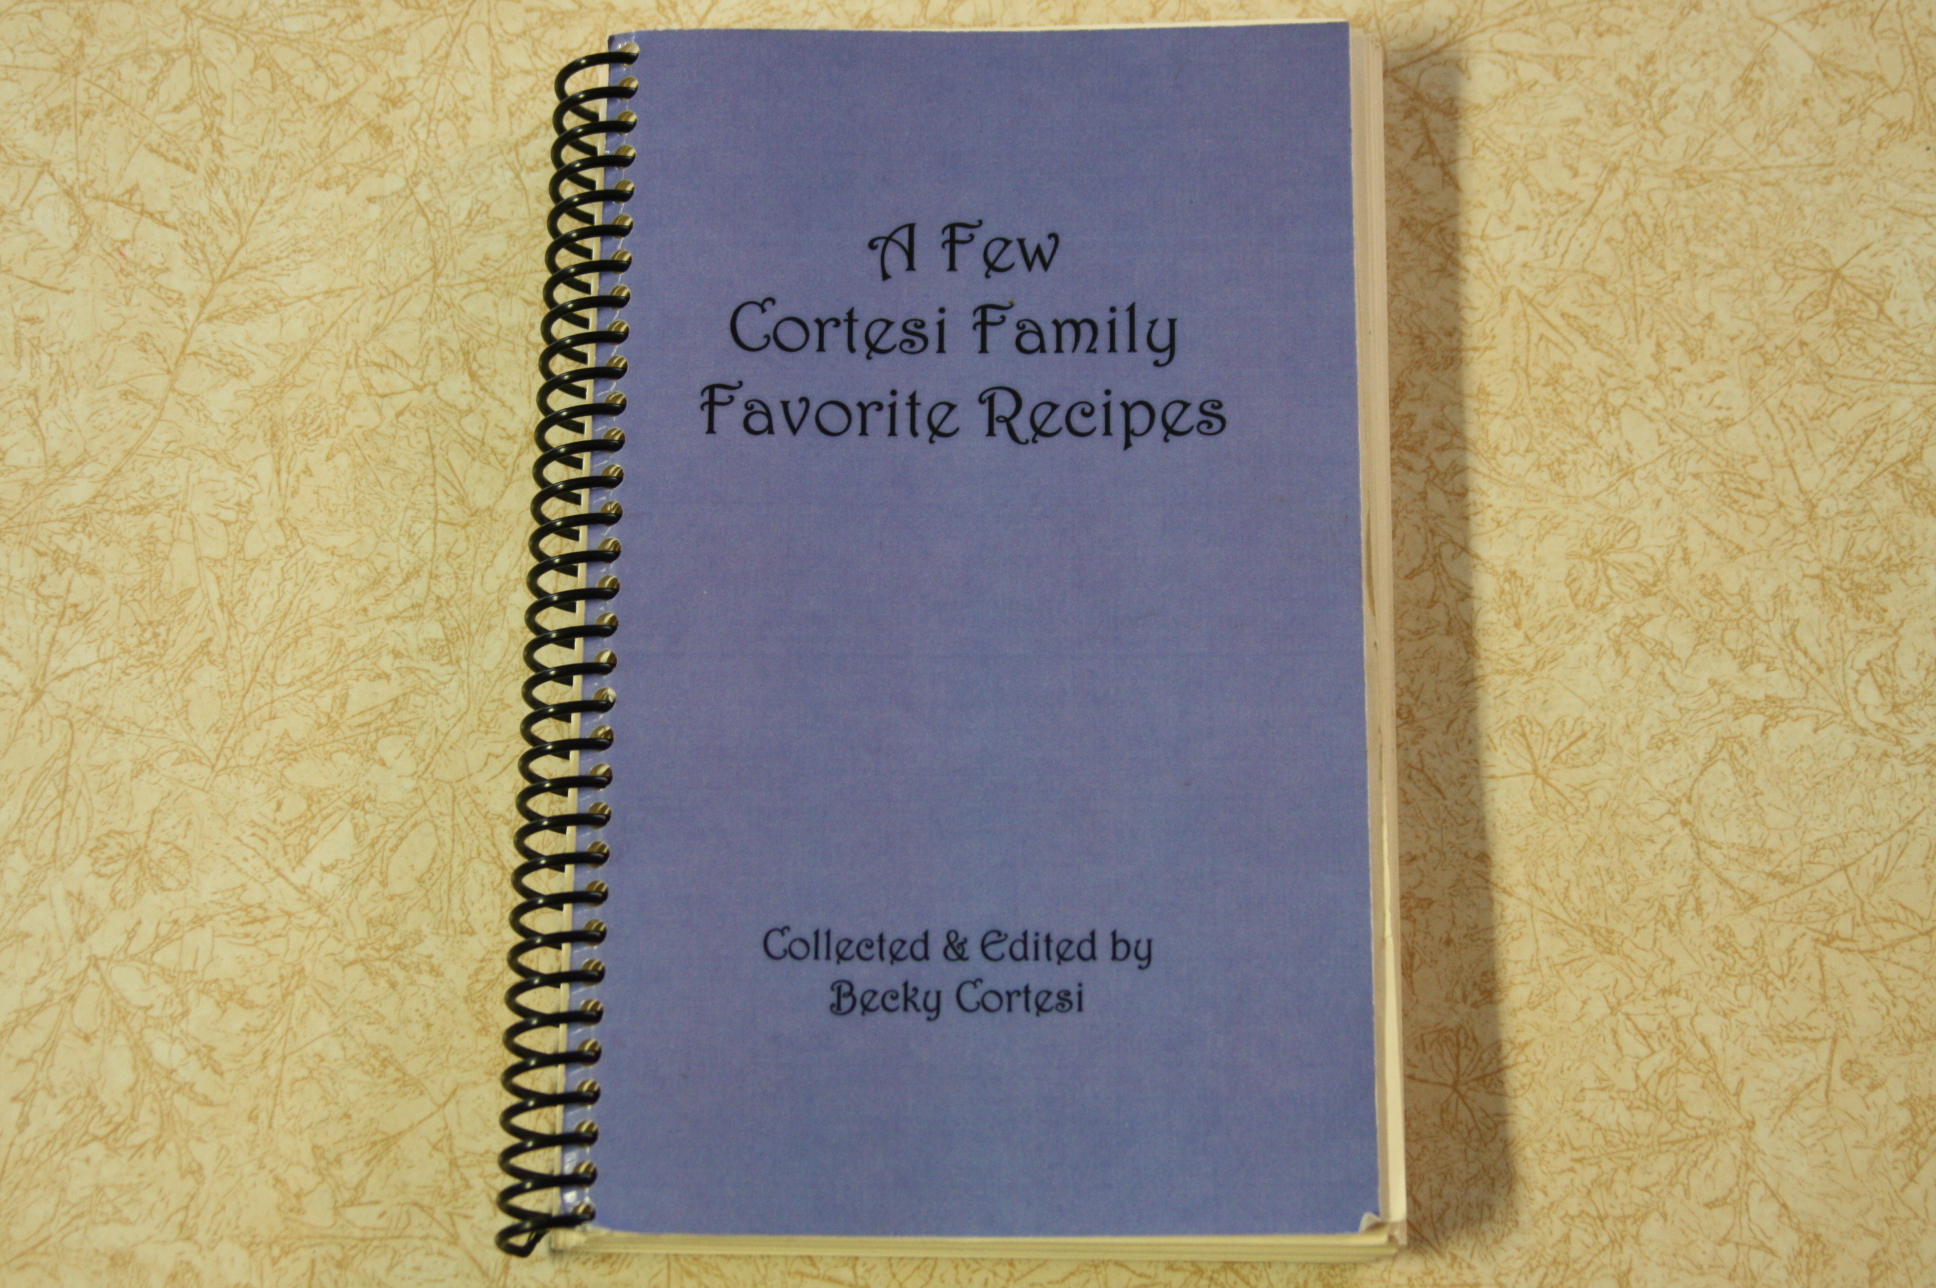 A Few
Cortesi Family
Favorite Recipes
Collected & Edited by
Becky Cortesi